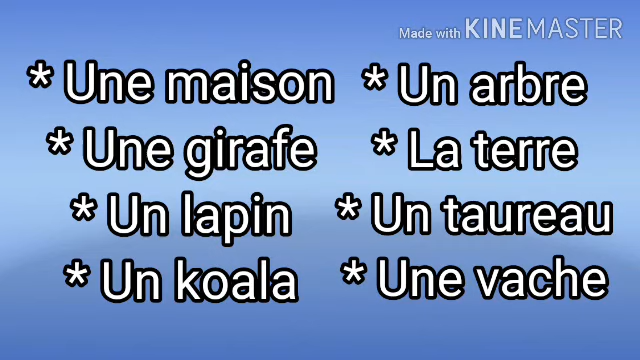 Made with KINEMASTER
* Une maison
* Une girafe
* Un lapin
* Un koala
* Un arbre
* La terre
* Un taureau
* Une vache